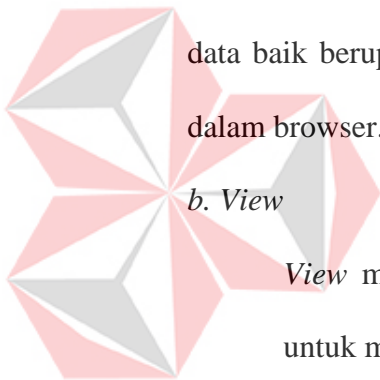 data baik berup
dalam browser.
b. View
View m
untuk m